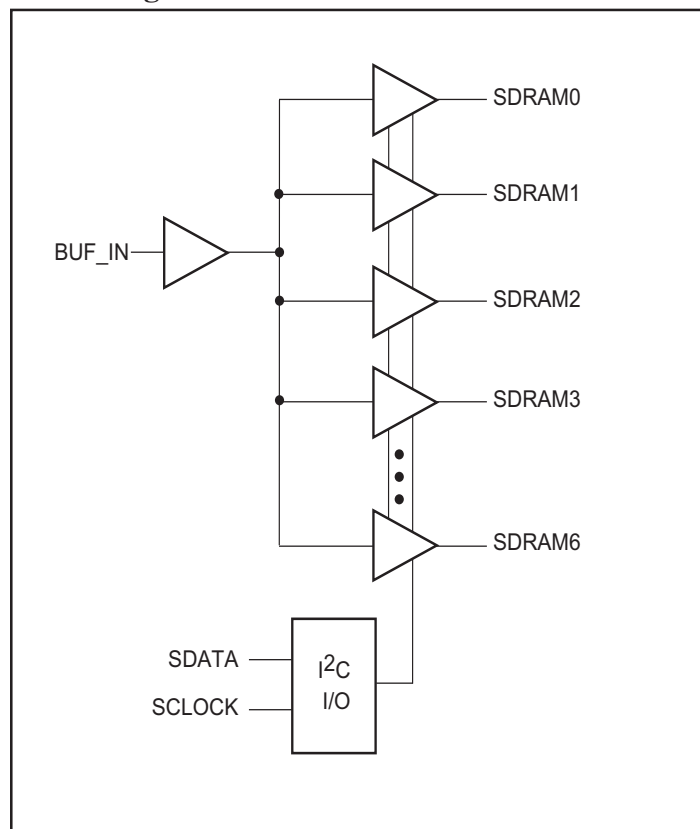 SDRAM0
SDRAM1
BUF_IN
SDRAM2
SDRAM3
SDRAM6
SDATA
SCLOCK
I²C
I/O